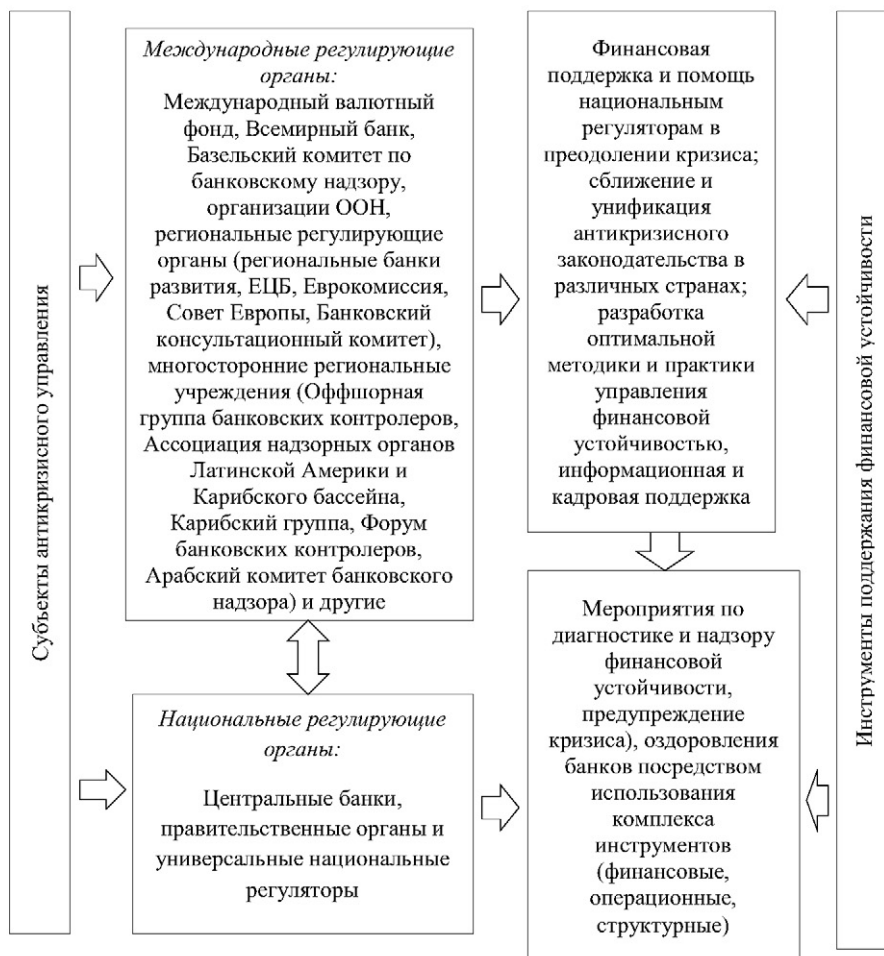 Субъекты антикризисного управления
Международные регулирующие
органы:
Международный валютный
фонд, Всемирный банк,
Базельский комитет по
банковскому надзору,
организации ООН,
региональные регулирующие
органы (региональные банки
развития, ЕЦБ, Еврокомиссия,
Совет Европы, Банковский
консультационный комитет),
многосторонние региональные
учреждения (Оффшорная
группа банковских контролеров,
Ассоциация надзорных органов
Латинской Америки и
Карибского бассейна,
Карибский группа, Форум
банковских контролеров,
Арабский комитет банковского
надзора) и другие
Национальные регулирующие
органы:
Центральные банки,
правительственные органы и
универсальные национальные
регуляторы
Финансовая
поддержка и помощь
национальным
регуляторам в
преодолении кризиса;
сближение и
унификация
антикризисного
законодательства в
различных странах;
разработка
оптимальной
методики и практики
управления
финансовой
устойчивостью,
информационная и
кадровая поддержка
Мероприятия по
диагностике и надзору
финансовой
устойчивости,
предупреждение
кризиса), оздоровления
банков посредством
использования
комплекса
инструментов
(финансовые,
операционные,
структурные)
Инструменты поддержания финансовой устойчивости